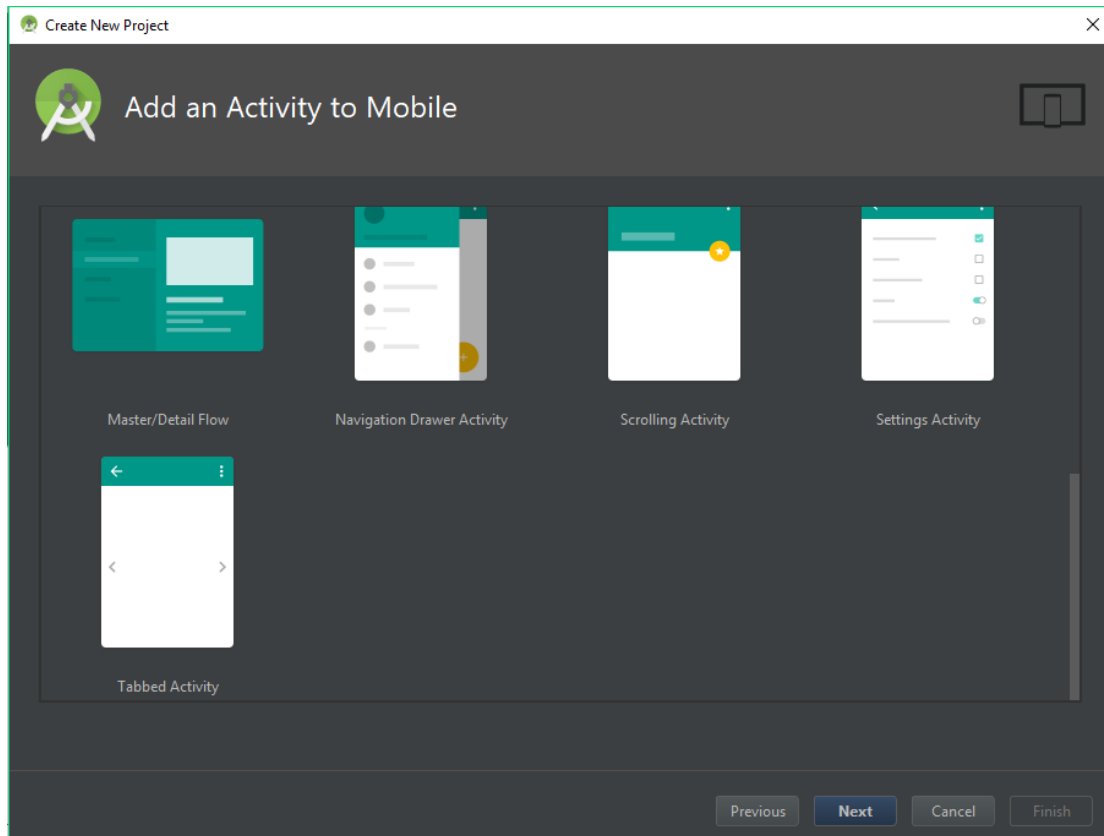 Create New Project
Add an Activity to Mobile
Master/Detail Flow
Navigation Drawer Activity
Scrolling Activity
Settings Activity
Tabbed Activity
Previous
Next
Cancel
Finish